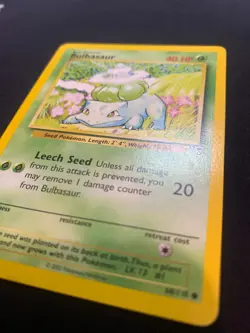 Bulbasaur 40 HP
Seed Pokémon. Length: 2' 4", Weight: 15
Leech Seed Unless all damage
from this attack is prevented, you
may remove 1 damage counter
from Bulbasaur.
20
resistance
retreat cost
seed was planted on its back at birth. Thus, a plant
and now grows with this Pokémon. LV. 13 #1